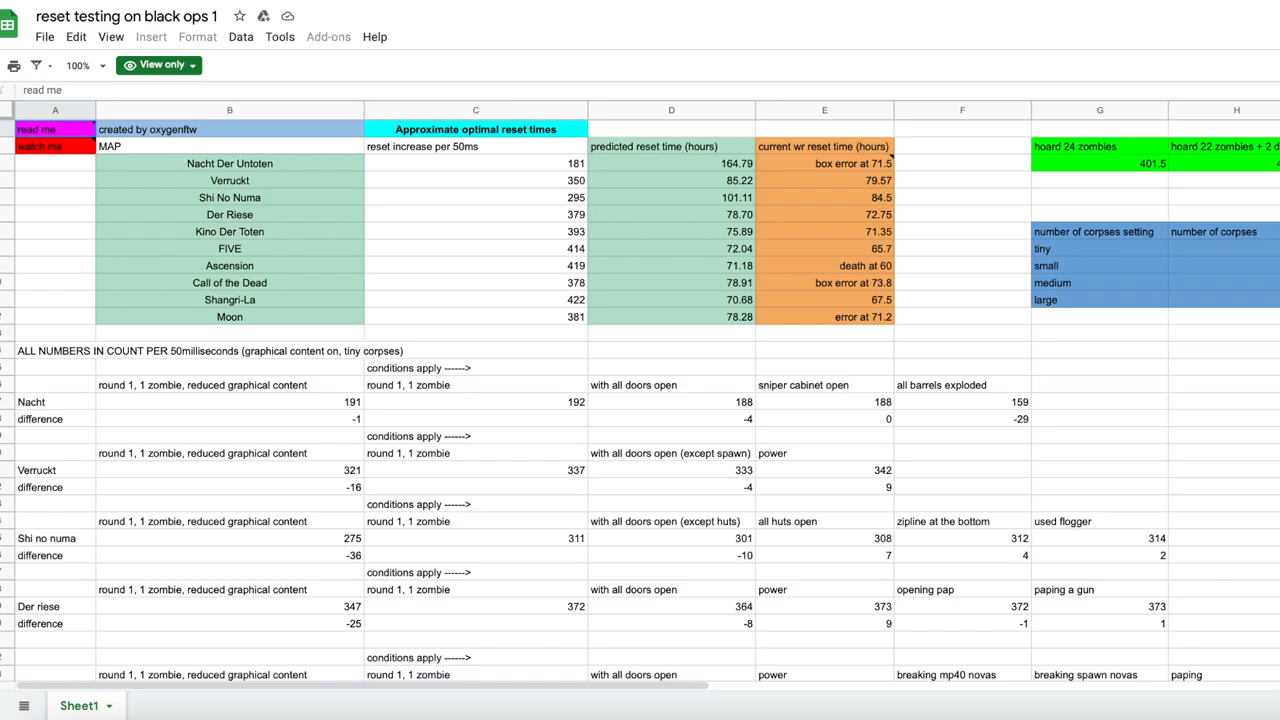 reset testing on black ops 1
File Edit View Insert Format Data Tools Add-ons Help
100% View only
read me
A B C D E F G H
read me created by oxygenftw Approximate optimal reset times
watch me MAP reset increase per 50ms predicted reset time (hours) current wr reset time (hours) hoard 24 zombies hoard 22 zombies + 2 d
Nacht Der Untoten 181 164.79 box error at 71.5 401.5
Verruckt 350 85.22 79.57
Shi No Numa 295 101.11 84.5
Der Riese 379 78.70 72.75
Kino Der Toten 393 75.89 71.35 number of corpses setting number of corpses
FIVE 414 72.04 65.7 tiny
Ascension 419 71.18 death at 60 small
Call of the Dead 378 78.91 box error at 73.8 medium
Shangri-La 422 70.68 67.5 large
Moon 381 78.28 error at 71.2
ALL NUMBERS IN COUNT PER 50milliseconds (graphical content on, tiny corpses)
conditions apply ------>
round 1, 1 zombie, reduced graphical content round 1, 1 zombie with all doors open sniper cabinet open all barrels exploded
Nacht 191 192 188 188 159
difference -1 -4 0 -29
conditions apply ------>
round 1, 1 zombie, reduced graphical content round 1, 1 zombie with all doors open (except spawn) power
Verruckt 321 337 333 342
difference -16 -4 9
conditions apply ------>
round 1, 1 zombie, reduced graphical content round 1, 1 zombie with all doors open (except huts) all huts open zipline at the bottom used flogger
Shi no numa 275 311 301 308 312 314
difference -36 -10 7 4 2
conditions apply ------>
round 1, 1 zombie, reduced graphical content round 1, 1 zombie with all doors open power opening pap paping a gun
Der riese 347 372 364 373 372 373
difference -25 -8 9 -1 1
conditions apply ------>
round 1, 1 zombie, reduced graphical content round 1, 1 zombie with all doors open power breaking mp40 novas breaking spawn novas paping
Sheet1